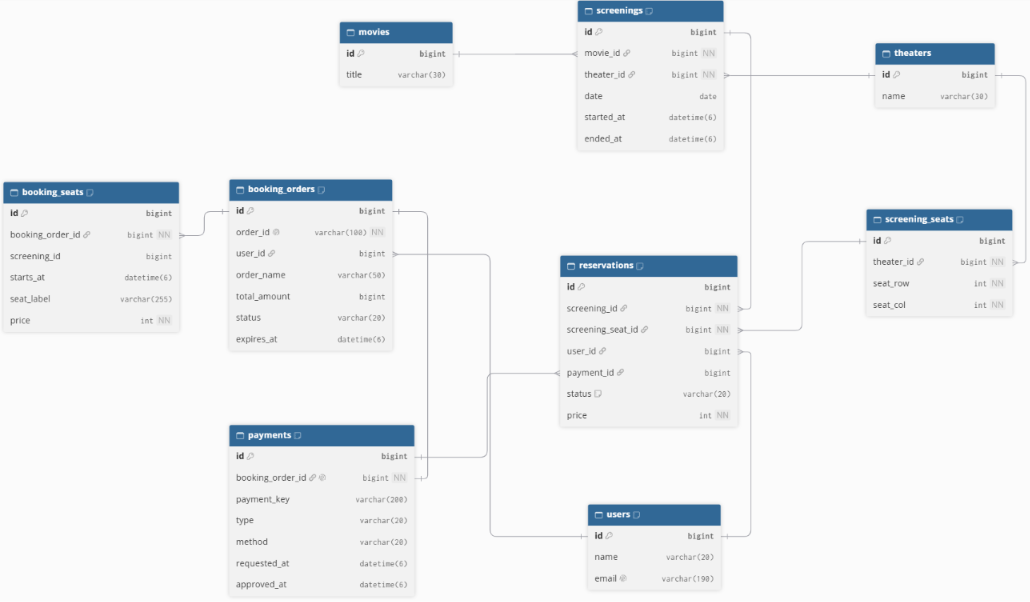 movies
id bigint
title varchar(30)
screenings
id bigint
movie_id bigint NN
theater_id bigint NN
date date
started_at datetime(6)
ended_at datetime(6)
theaters
id bigint
name varchar(30)
booking_seats
id bigint
booking_order_id bigint NN
screening_id bigint
starts_at datetime(6)
seat_label varchar(255)
price int NN
booking_orders
id bigint
order_id varchar(100) NN
user_id bigint
order_name varchar(50)
total_amount bigint
status varchar(20)
expires_at datetime(6)
reservations
id bigint
screening_id bigint NN
screening_seat_id bigint NN
user_id bigint
payment_id bigint
status varchar(20)
price int NN
screening_seats
id bigint
theater_id bigint NN
seat_row int NN
seat_col int NN
payments
id bigint
booking_order_id bigint NN
payment_key varchar(200)
type varchar(20)
method varchar(20)
requested_at datetime(6)
approved_at datetime(6)
users
id bigint
name varchar(20)
email varchar(190)